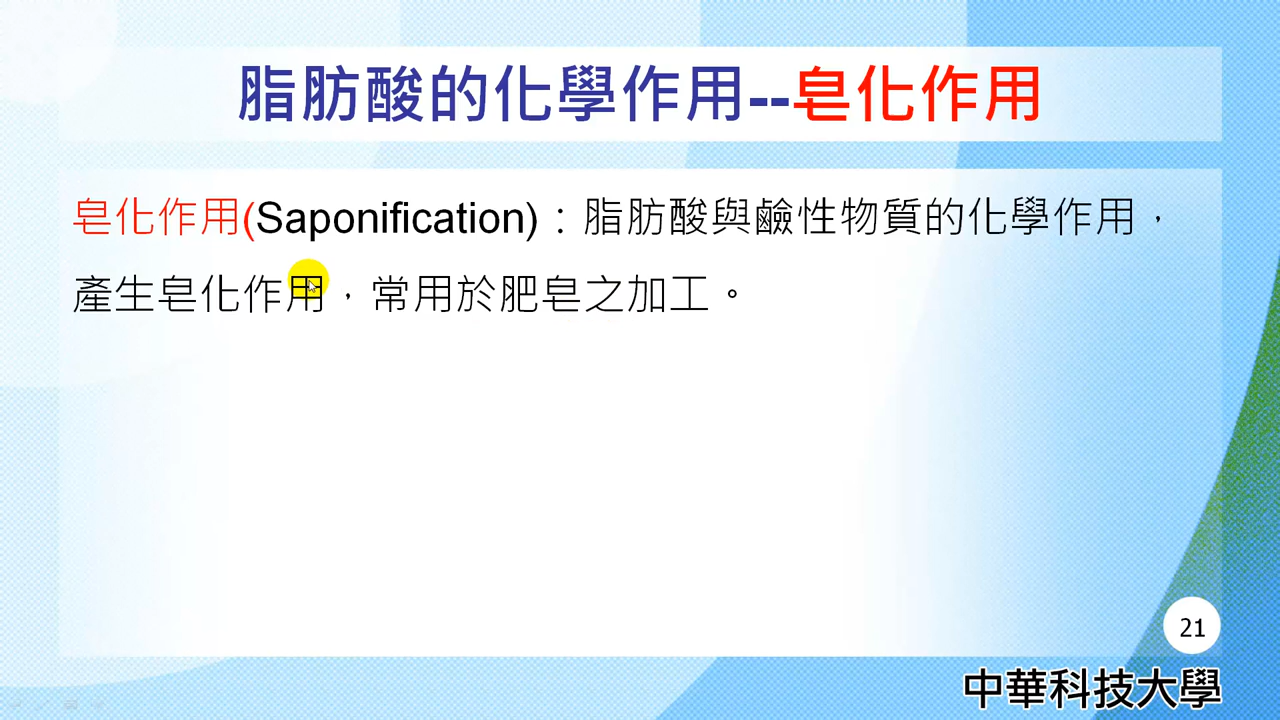 脂肪酸的化學作用--皂化作用
皂化作用(Saponification)：脂肪酸與鹼性物質的化學作用，
產生皂化作用，常用於肥皂之加工。
21
中華科技大學